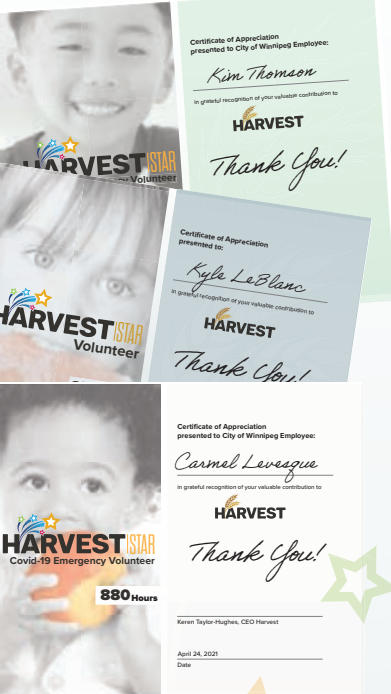 Certificate of Appreciation
presented to City of Winnipeg Employee:
Kim Thomson
in grateful recognition of your valuable contribution to
HARVEST
Thank You!
HARVEST STAR
Volunteer
Certificate of Appreciation
presented to:
Kyle LeBlanc
in grateful recognition of your valuable contribution to
HARVEST
Thank You!
HARVEST STAR
Volunteer
Certificate of Appreciation
presented to City of Winnipeg Employee:
Carmel Levesque
in grateful recognition of your valuable contribution to
HARVEST
Thank You!
HARVEST STAR
Covid-19 Emergency Volunteer
880 Hours
Keren Taylor-Hughes, CEO Harvest
April 24, 2021
Date